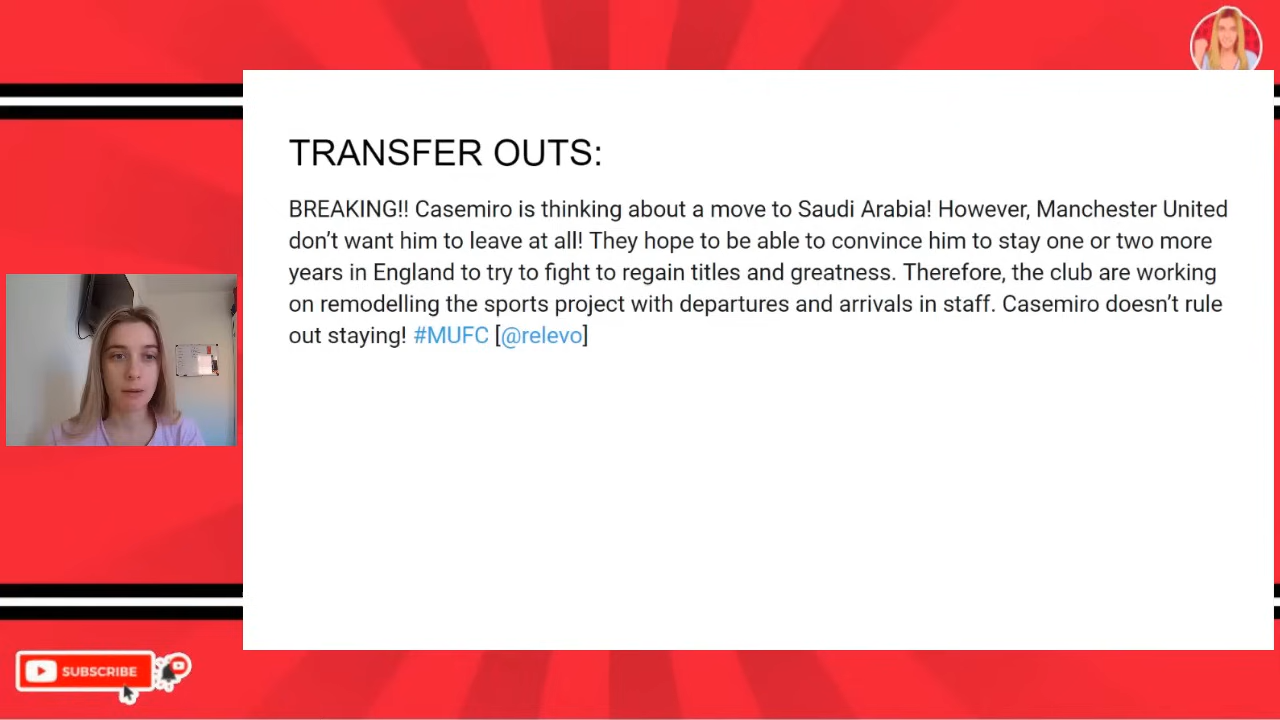 TRANSFER OUTS:
BREAKING!! Casemiro is thinking about a move to Saudi Arabia! However, Manchester United
don’t want him to leave at all! They hope to be able to convince him to stay one or two more
years in England to try to fight to regain titles and greatness. Therefore, the club are working
on remodelling the sports project with departures and arrivals in staff. Casemiro doesn’t rule
out staying! #MUFC [@relevo]
SUBSCRIBE